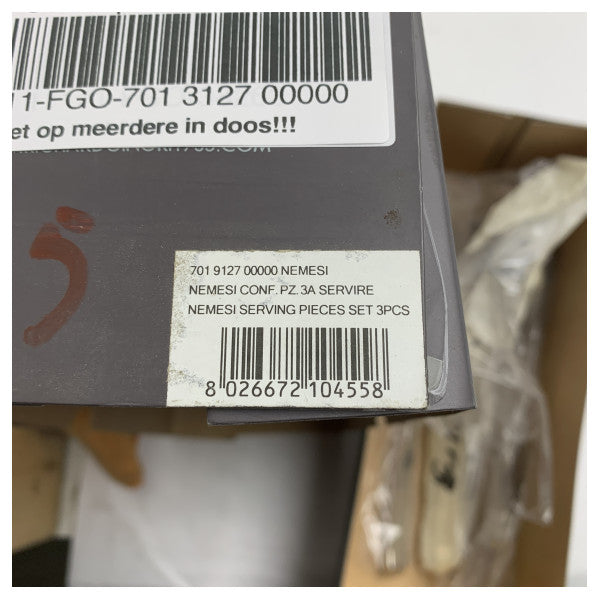 11-FGO-701 3127 00000
et op meerdere in doos!!!
701 9127 00000 NEMESI
NEMESI CONF. PZ. 3A SERVIRE
NEMESI SERVING PIECES SET 3PCS
8 026672 104558